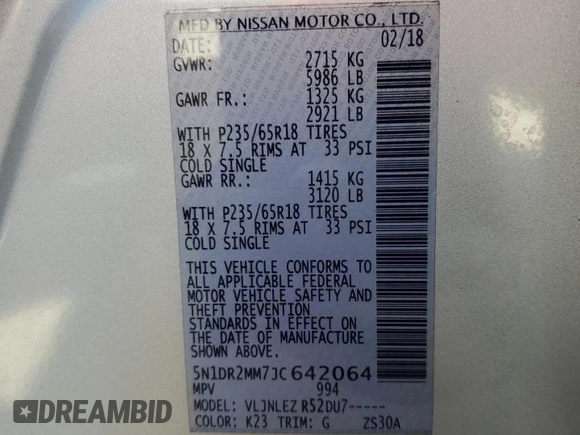 MFD BY NISSAN MOTOR CO., LTD.
DATE: 02/18
GVWR: 2715 KG
5986 LB
GAWR FR.: 1325 KG
2921 LB
WITH P235/65R18 TIRES
18 X 7.5 RIMS AT 33 PSI
COLD SINGLE
GAWR RR.: 1415 KG
3120 LB
WITH P235/65R18 TIRES
18 X 7.5 RIMS AT 33 PSI
COLD SINGLE
THIS VEHICLE CONFORMS TO
ALL APPLICABLE FEDERAL
MOTOR VEHICLE SAFETY AND
THEFT PREVENTION
STANDARDS IN EFFECT ON
THE DATE OF MANUFACTURE
SHOWN ABOVE.
5N1DR2MM7JC642064
MPV 994
MODEL: VLJNLEZ R52DU7-----
COLOR: K23 TRIM: G ZS30A
DREAMBID